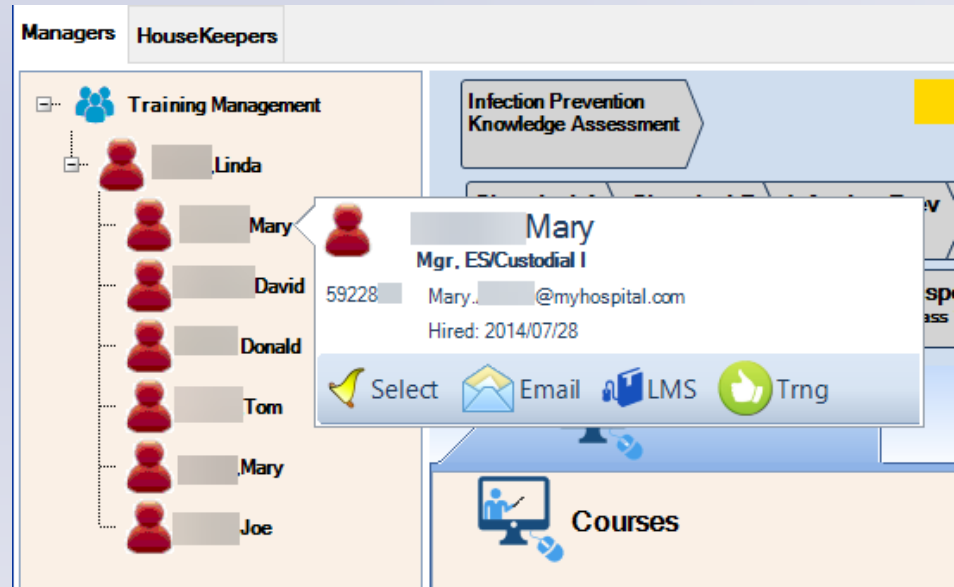 Managers
HouseKeepers
Training Management
,Linda
Mary
David
Donald
Tom
,Mary
Joe
Infection Prevention
Knowledge Assessment
Mary
Mgr, ES/Custodial I
59228
Mary.
@myhospital.com
Hired: 2014/07/28
Select
Email
LMS
Trng
Courses